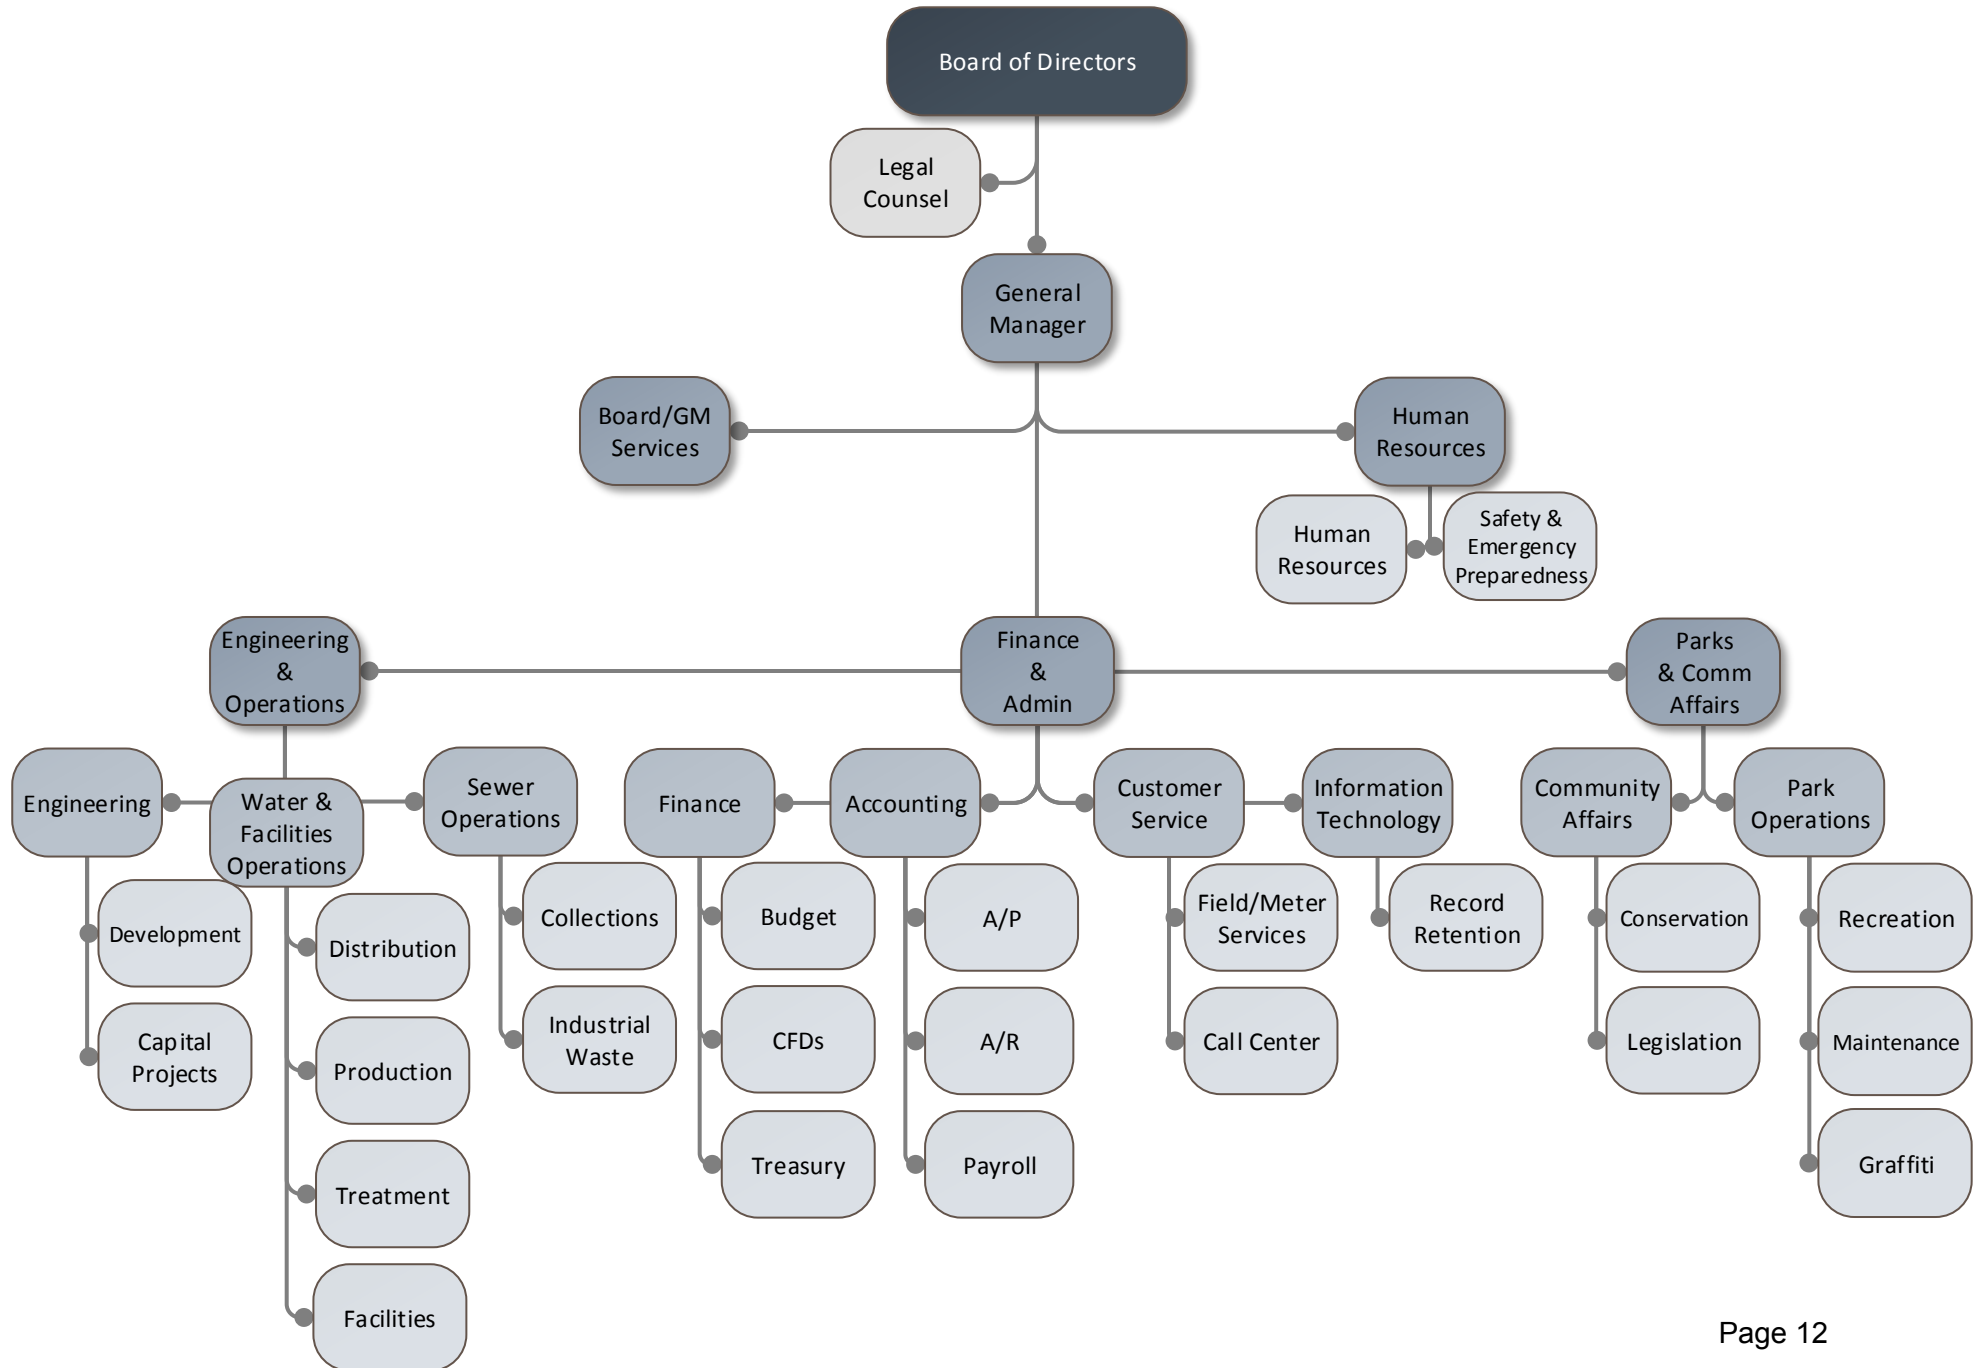 Board of Directors
Legal
Counsel
General
Manager
Board/GM
Services
Human
Resources
Human
Resources
Safety &
Emergency
Preparedness
Engineering
&
Operations
Finance
&
Admin
Parks
& Comm
Affairs
Engineering
Water &
Facilities
Operations
Sewer
Operations
Finance
Accounting
Customer
Service
Information
Technology
Community
Affairs
Park
Operations
Development
Capital
Projects
Distribution
Production
Treatment
Facilities
Collections
Industrial
Waste
Budget
CFDs
Treasury
A/P
A/R
Payroll
Field/Meter
Services
Call Center
Record
Retention
Conservation
Legislation
Recreation
Maintenance
Graffiti
Page 12